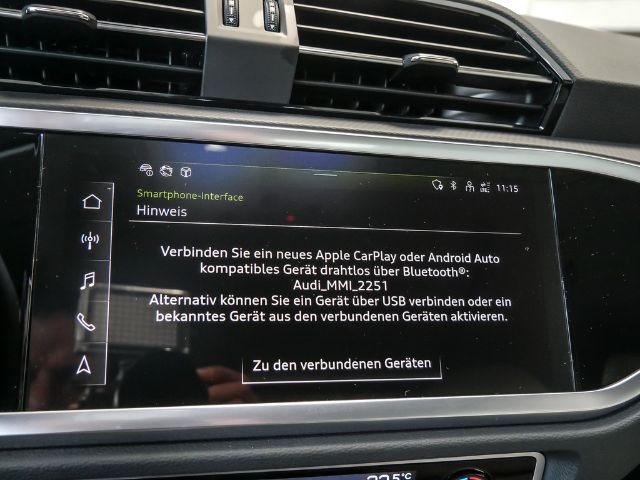 11:15
Smartphone-Interface
Hinweis
Verbinden Sie ein neues Apple CarPlay oder Android Auto
kompatibles Gerät drahtlos über Bluetooth®:
Audi_MMI_2251
Alternativ können Sie ein Gerät über USB verbinden oder ein
bekanntes Gerät aus den verbundenen Geräten aktivieren.
Zu den verbundenen Geräten